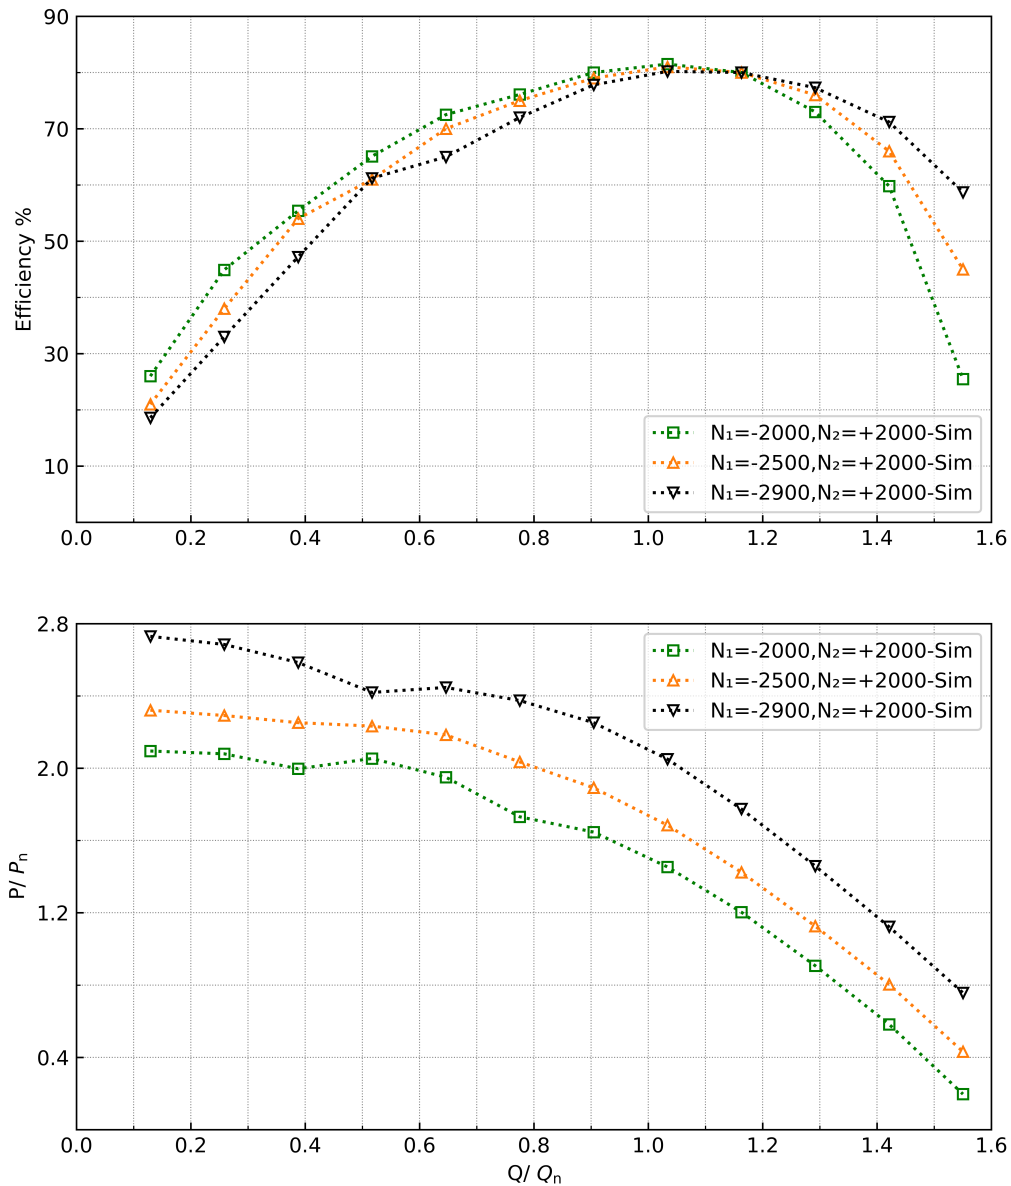 90
70
50
30
10
Efficiency %
N₁=-2000,N₂=+2000-Sim
N₁=-2500,N₂=+2000-Sim
N₁=-2900,N₂=+2000-Sim
0.0 0.2 0.4 0.6 0.8 1.0 1.2 1.4 1.6
2.8
2.0
1.2
0.4
P/ Pₙ
N₁=-2000,N₂=+2000-Sim
N₁=-2500,N₂=+2000-Sim
N₁=-2900,N₂=+2000-Sim
0.0 0.2 0.4 0.6 0.8 1.0 1.2 1.4 1.6
Q/ Qₙ